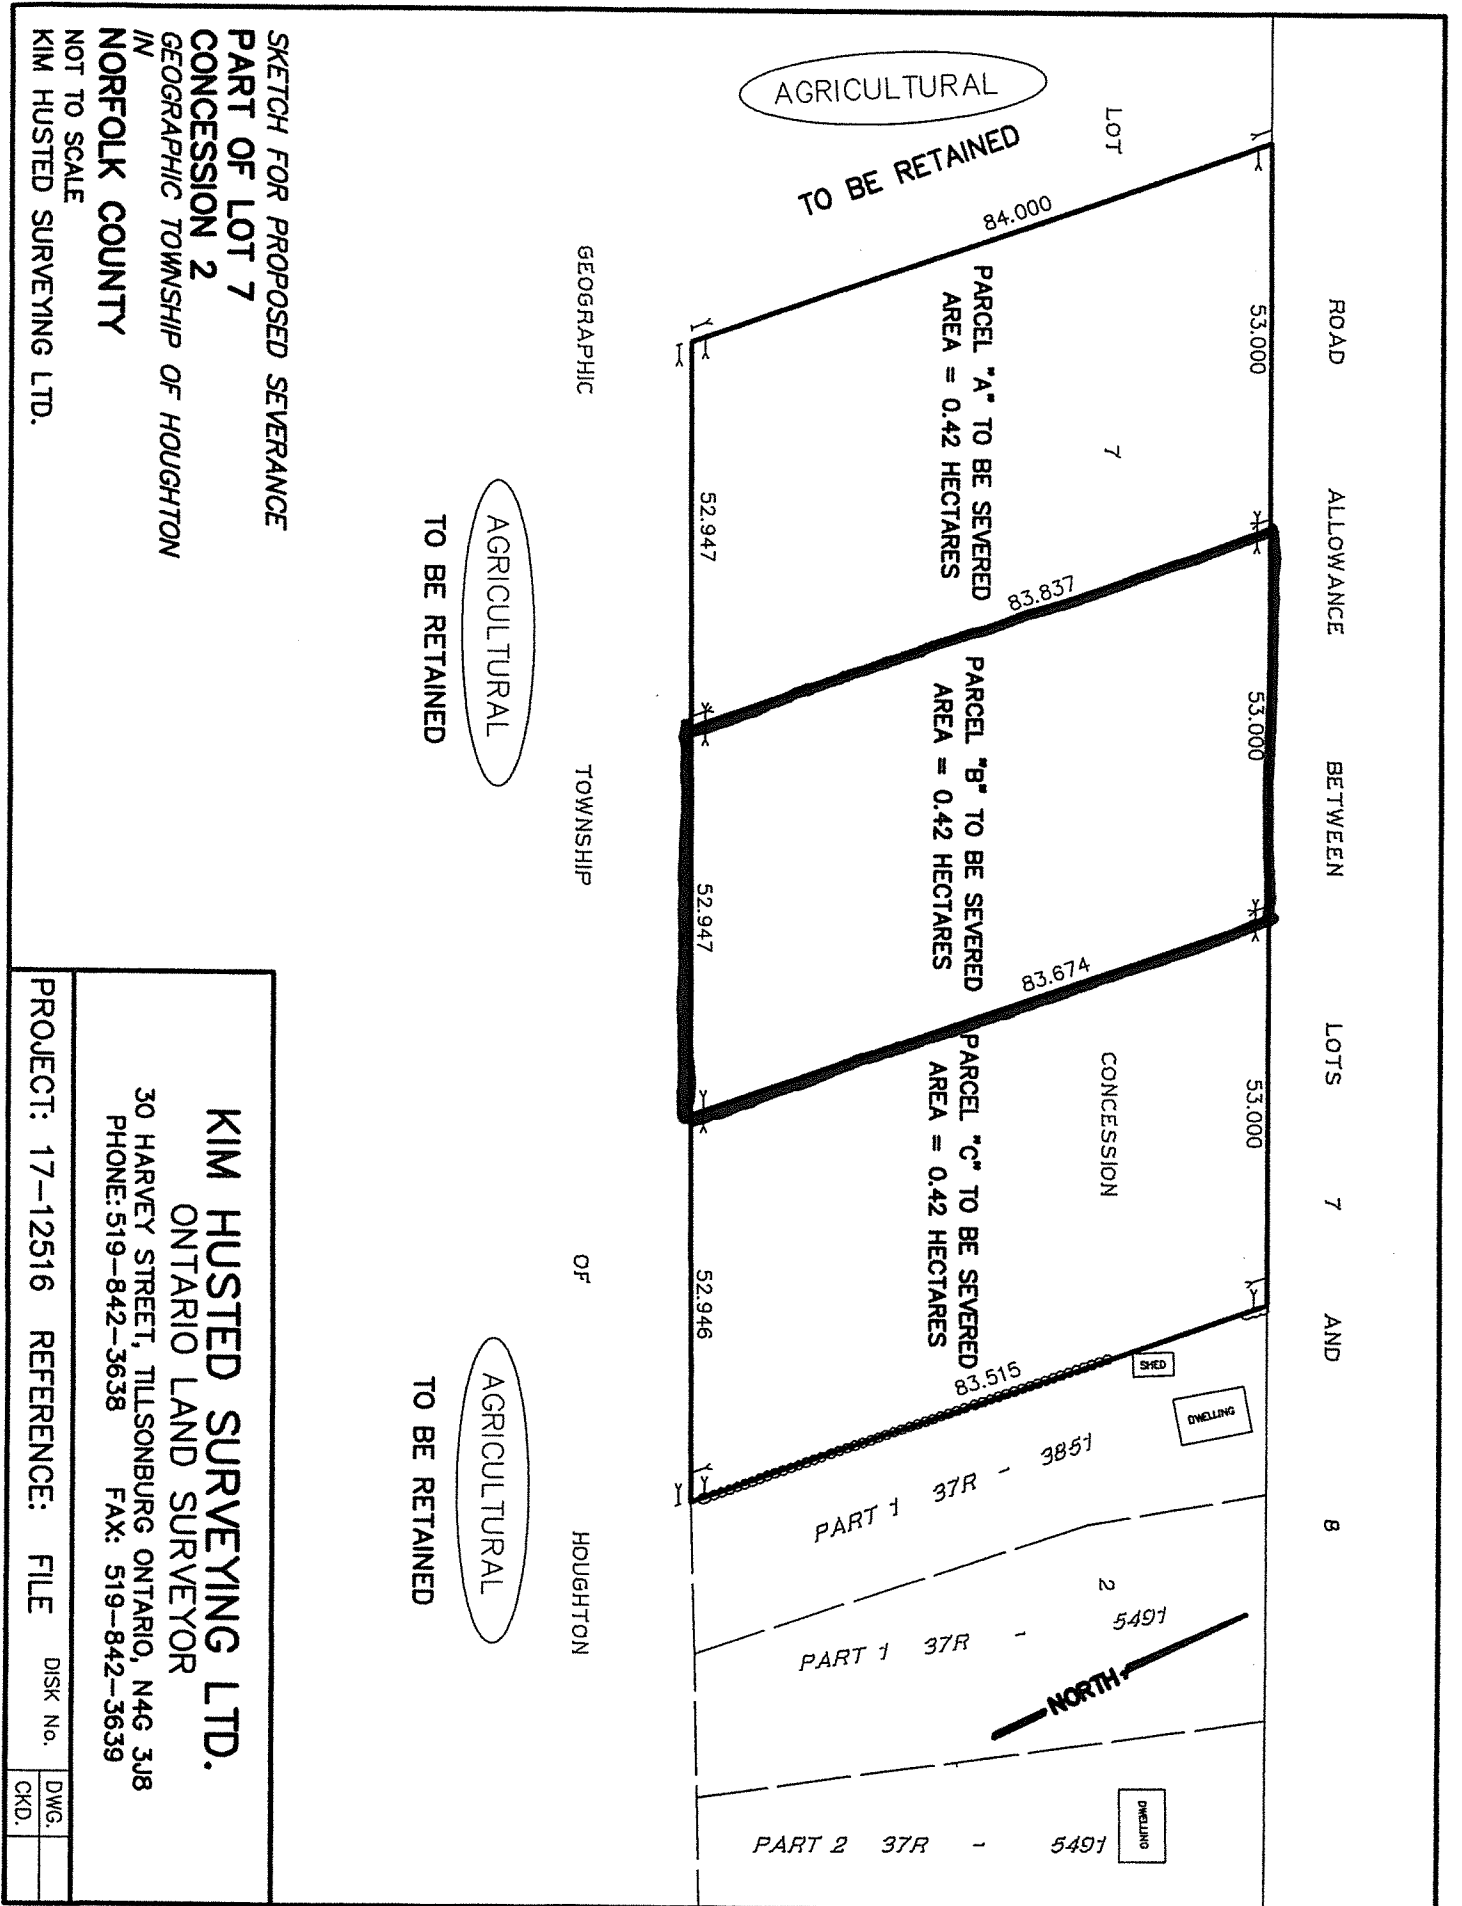 ROAD ALLOWANCE BETWEEN LOTS 7 AND 8
LOT 7 CONCESSION 2
53.000
53.000
53.000
84.000
83.837
83.674
83.515
PARCEL "A" TO BE SEVERED
AREA = 0.42 HECTARES
PARCEL "B" TO BE SEVERED
AREA = 0.42 HECTARES
PARCEL "C" TO BE SEVERED
AREA = 0.42 HECTARES
52.947
52.947
52.946
SHED
DWELLING
PART 1 37R - 3851
PART 1 37R - 5491
NORTH
DWELLING
PART 2 37R - 5491
AGRICULTURAL
TO BE RETAINED
GEOGRAPHIC TOWNSHIP OF HOUGHTON
AGRICULTURAL
TO BE RETAINED
AGRICULTURAL
TO BE RETAINED
SKETCH FOR PROPOSED SEVERANCE
PART OF LOT 7
CONCESSION 2
GEOGRAPHIC TOWNSHIP OF HOUGHTON
IN
NORFOLK COUNTY
NOT TO SCALE
KIM HUSTED SURVEYING LTD.
KIM HUSTED SURVEYING LTD.
ONTARIO LAND SURVEYOR
30 HARVEY STREET, TILLSONBURG ONTARIO, N4G 3J8
PHONE: 519-842-3638 FAX: 519-842-3639
PROJECT: 17-12516 REFERENCE: FILE
DISK No.
DWG.
CKD.